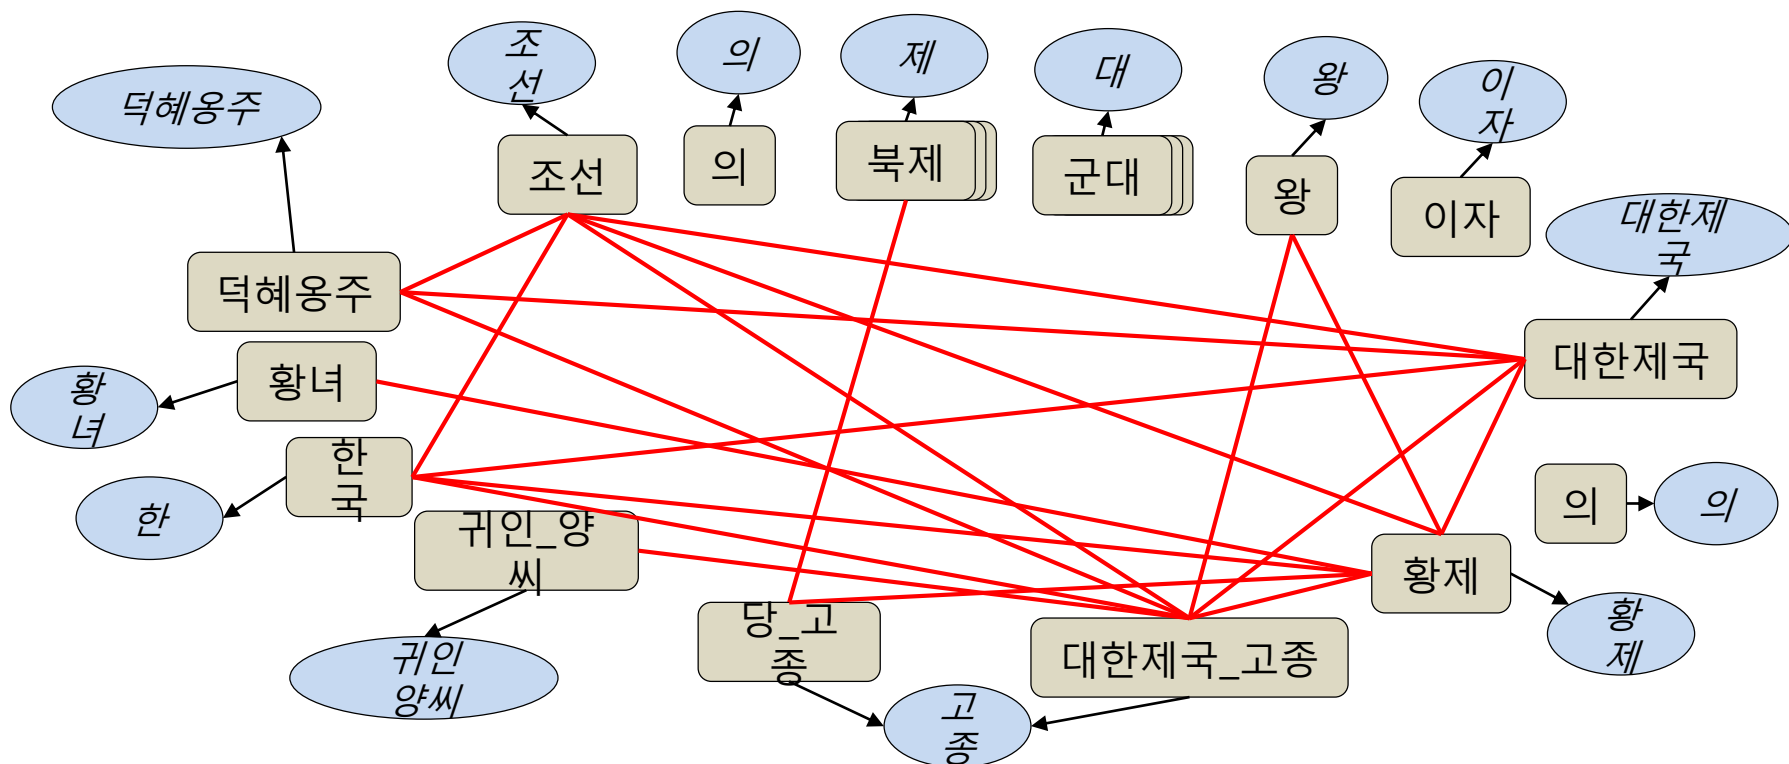 조
선
의
제
대
왕
이
자
덕혜옹주
조선
의
북제
군대
왕
이자
대한제
국
덕혜옹주
대한제국
황녀
황
녀
한
국
한
의
의
귀인_양
씨
황제
황
제
당_고
종
대한제국_고종
귀인
양씨
고
종